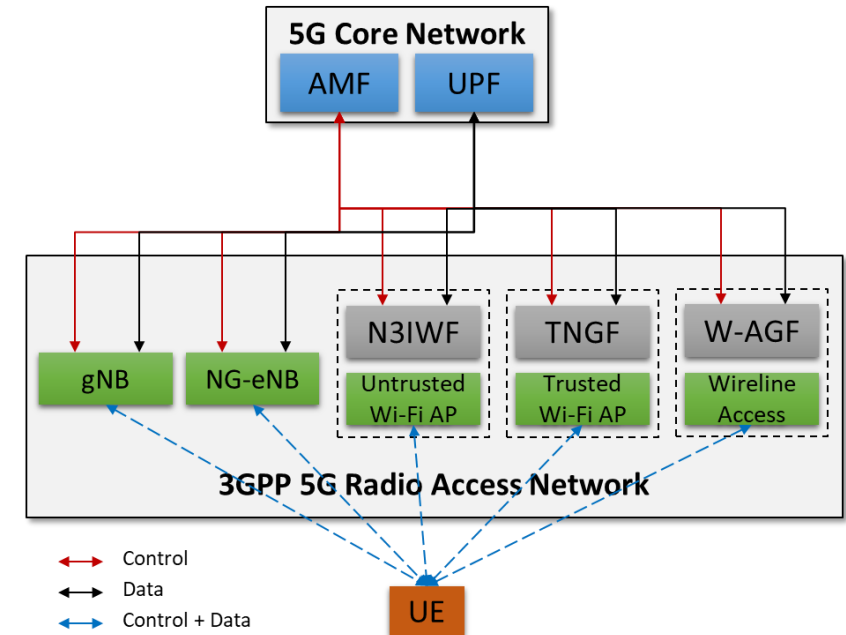 5G Core Network
AMF
UPF
N3IWF
TNGF
W-AGF
gNB
NG-eNB
Untrusted
Wi-Fi AP
Trusted
Wi-Fi AP
Wireline
Access
3GPP 5G Radio Access Network
Control
Data
Control + Data
UE